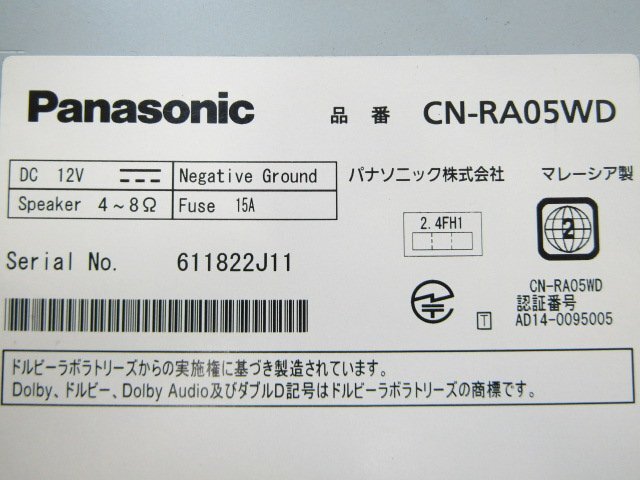 Panasonic 品番 CN-RA05WD
DC 12V Negative Ground
Speaker 4～8Ω Fuse 15A
パナソニック株式会社 マレーシア製
2.4FH1
2
Serial No. 611822J11
CN-RA05WD
認証番号
T AD14-0095005
ドルビーラボラトリーズからの実施権に基づき製造されています。
Dolby、ドルビー、Dolby Audio及びダブルD記号はドルビーラボラトリーズの商標です。